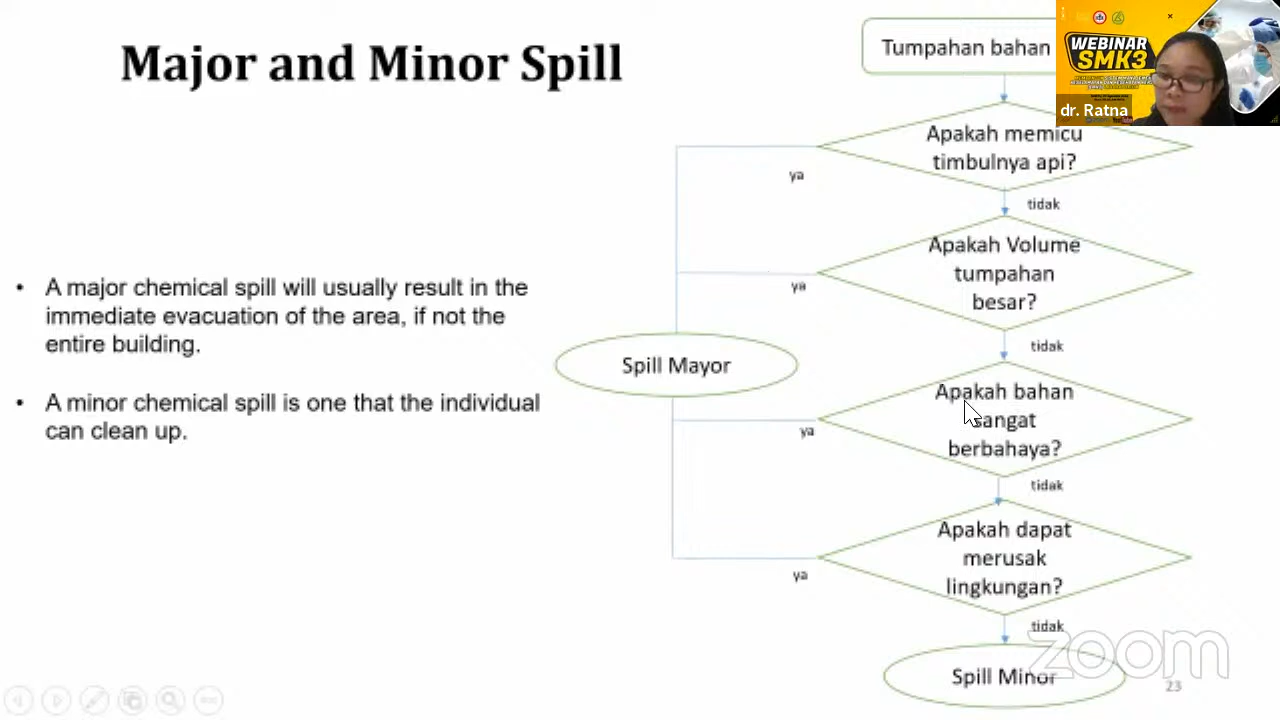 Major and Minor Spill
• A major chemical spill will usually result in the
immediate evacuation of the area, if not the
entire building.
• A minor chemical spill is one that the individual
can clean up.
Tumpahan bahan
Apakah memicu
timbulnya api?
ya
tidak
Apakah Volume
tumpahan
besar?
ya
tidak
Spill Mayor
Apakah bahan
sangat
berbahaya?
ya
tidak
Apakah dapat
merusak
lingkungan?
ya
tidak
Spill Minor
23
WEBINAR
SMK3
dr. Ratna
zoom